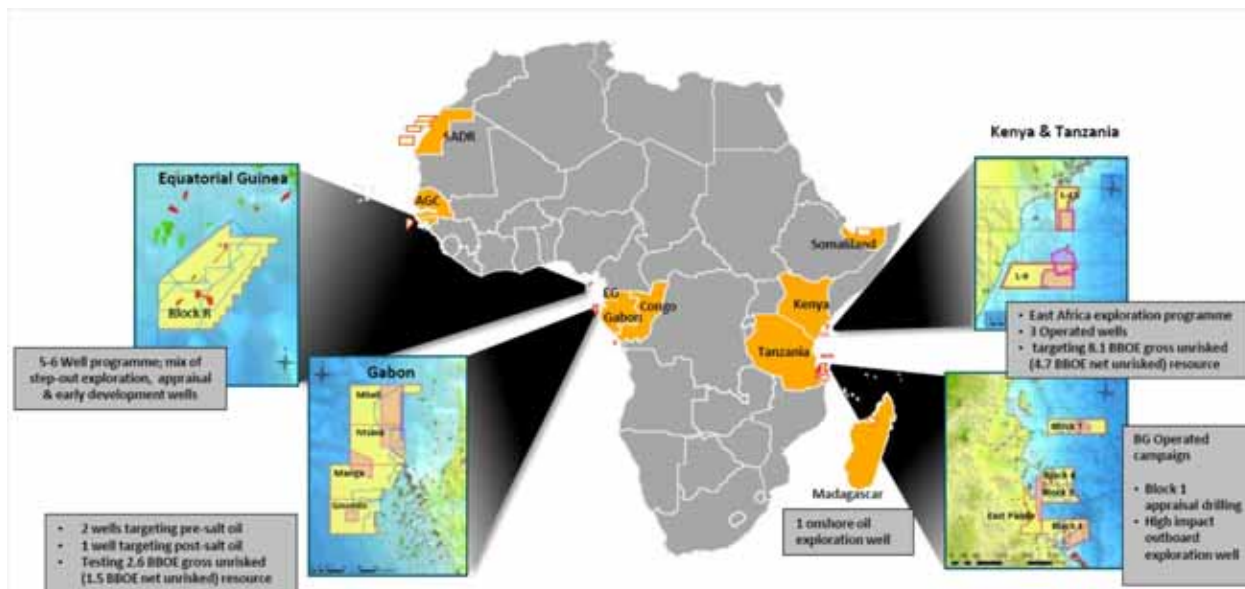 Kenya & Tanzania
Equatorial Guinea
SADR
AGC
Block R
5-6 Well programme; mix of
step-out exploration, appraisal
& early development wells
EG
Gabon
Congo
Somaliland
Kenya
Tanzania
Madagascar
L-9
• East Africa exploration programme
• 3 Operated wells
• targeting 8.1 BBOE gross unrisked
(4.7 BBOE net unrisked) resource
Gabon
Mbeli
Ntsina
Manga
Gnondo
• 2 wells targeting pre-salt oil
• 1 well targeting post-salt oil
• Testing 2.6 BBOE gross unrisked
(1.5 BBOE net unrisked) resource
1 onshore oil
exploration well
Block 4
East Pande
BG Operated
campaign
• Block 1
appraisal drilling
• High impact
outboard
exploration well